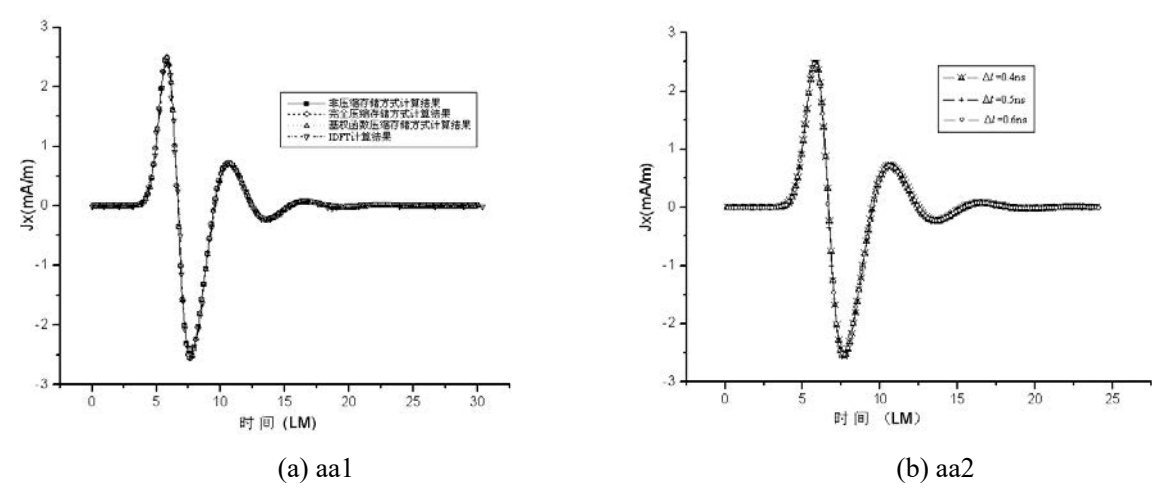 3
2
1
0
-1
-2
-3
Jx(mA/m)
非压缩存储方式计算结果
完全压缩存储方式计算结果
基权函数压缩存储方式计算结果
IDFT计算结果
0 5 10 15 20 25 30
时 间 (LM)
(a) aa1
3
2
1
0
-1
-2
-3
Jx(mA/m)
Δt=0.4ns
Δt=0.5ns
Δt=0.6ns
0 5 10 15 20 25
时 间 （LM）
(b) aa2